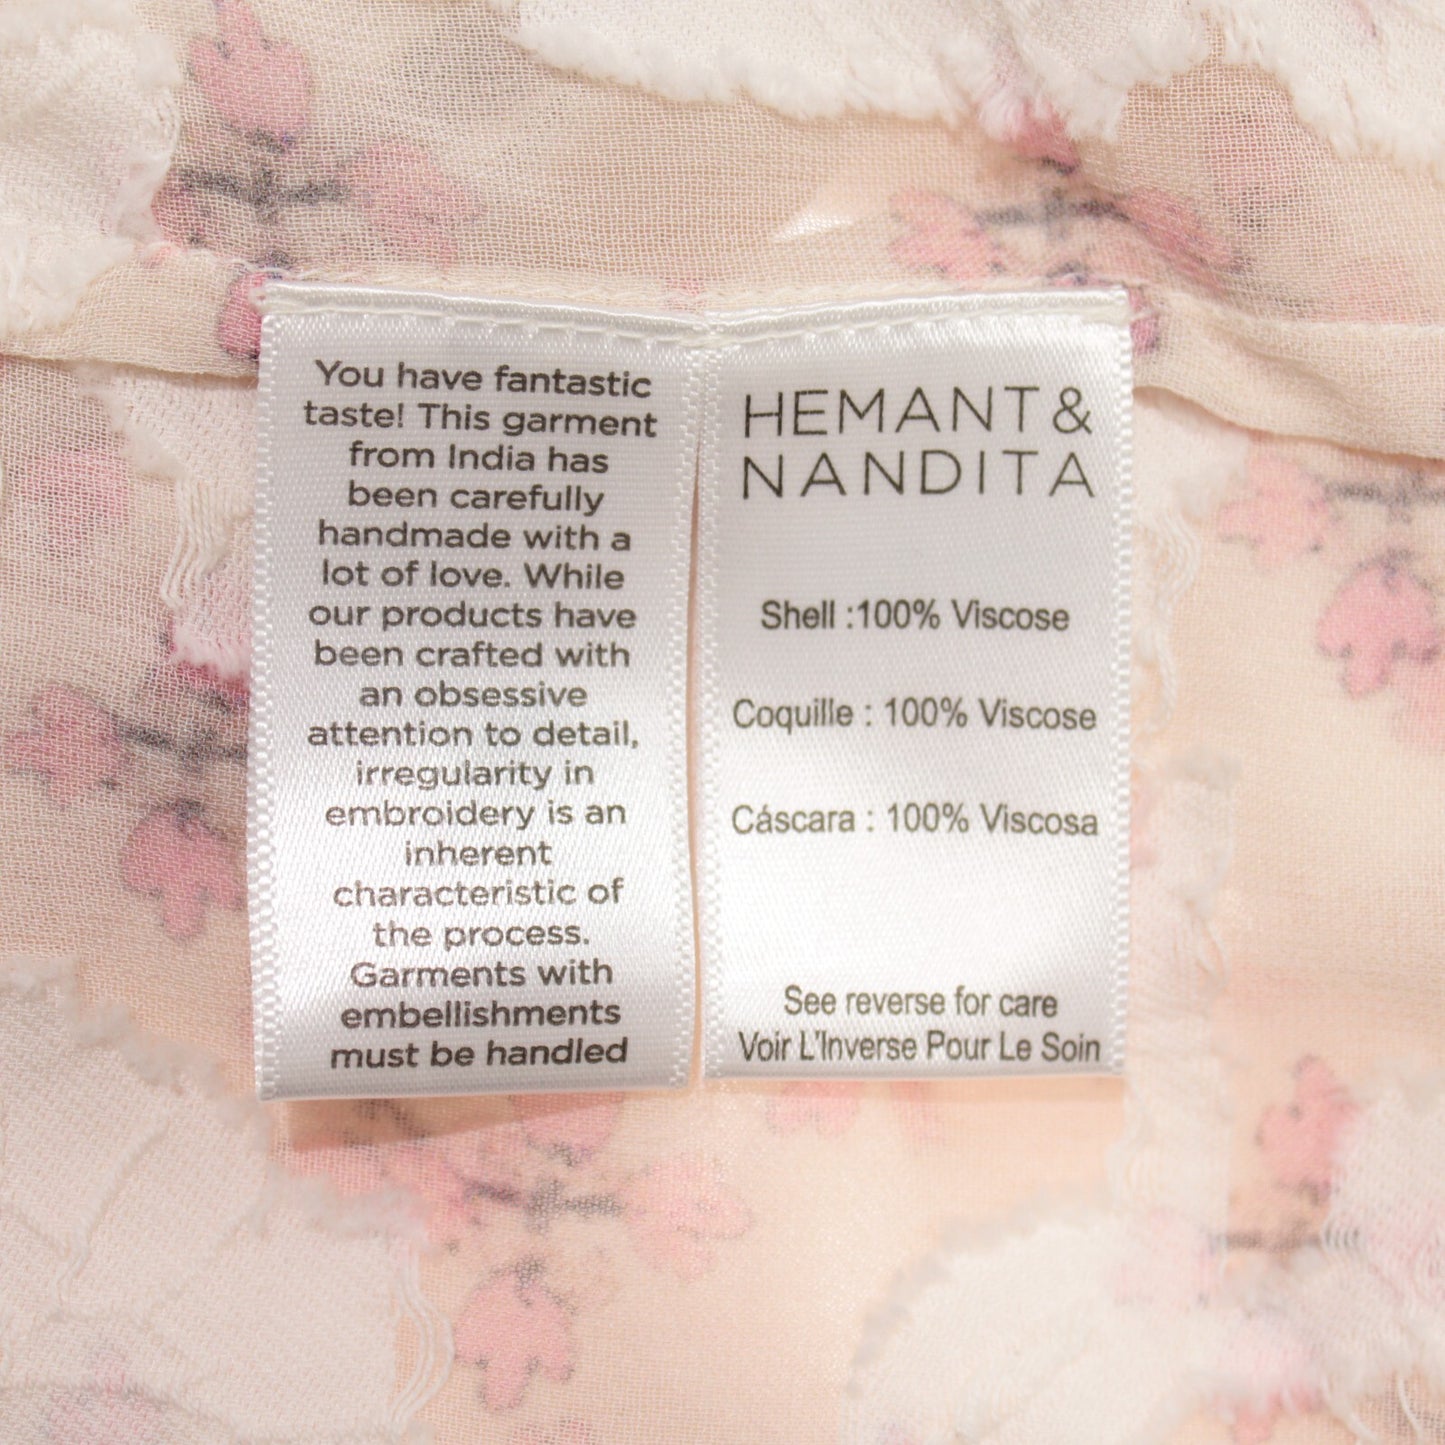 You have fantastic
taste! This garment
from India has
been carefully
handmade with a
lot of love. While
our products have
been crafted with
an obsessive
attention to detail,
irregularity in
embroidery is an
inherent
characteristic of
the process.
Garments with
embellishments
must be handled
HEMANT &
NANDITA
Shell :100% Viscose
Coquille : 100% Viscose
Cáscara : 100% Viscosa
See reverse for care
Voir L'Inverse Pour Le Soin